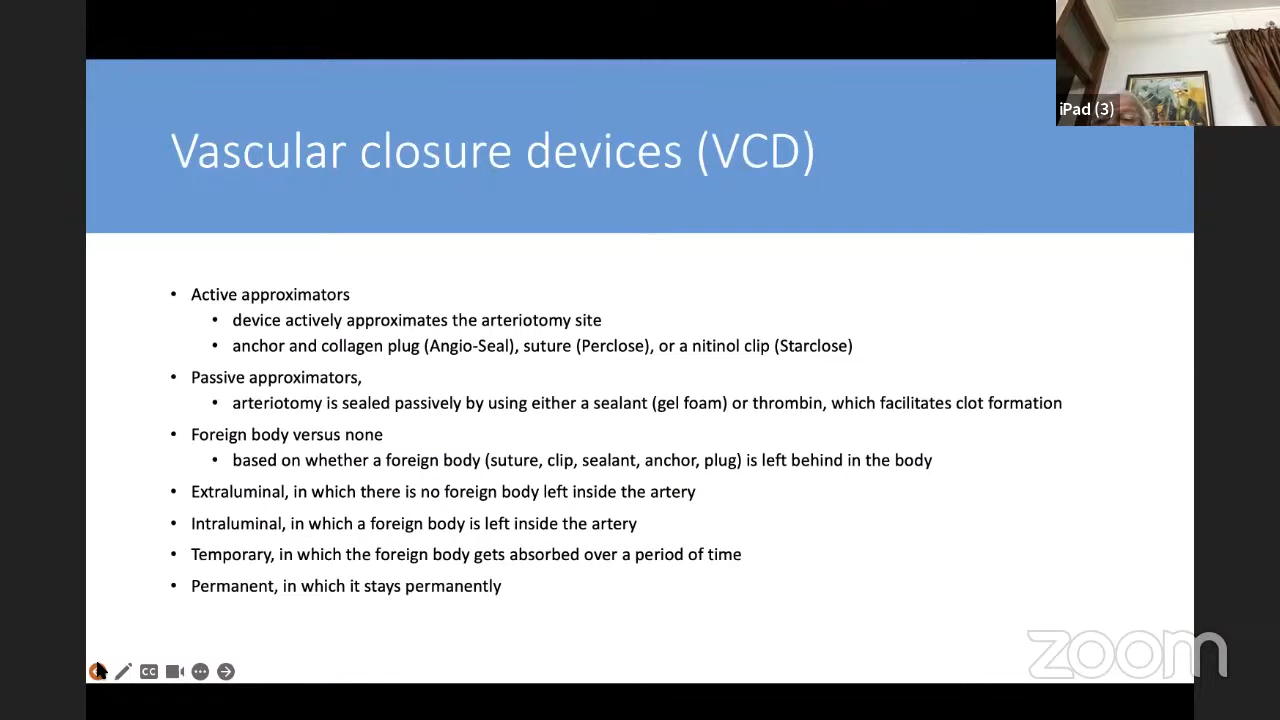 iPad (3)
Vascular closure devices (VCD)
• Active approximators
• device actively approximates the arteriotomy site
• anchor and collagen plug (Angio-Seal), suture (Perclose), or a nitinol clip (Starclose)
• Passive approximators,
• arteriotomy is sealed passively by using either a sealant (gel foam) or thrombin, which facilitates clot formation
• Foreign body versus none
• based on whether a foreign body (suture, clip, sealant, anchor, plug) is left behind in the body
• Extraluminal, in which there is no foreign body left inside the artery
• Intraluminal, in which a foreign body is left inside the artery
• Temporary, in which the foreign body gets absorbed over a period of time
• Permanent, in which it stays permanently
CC
zoom